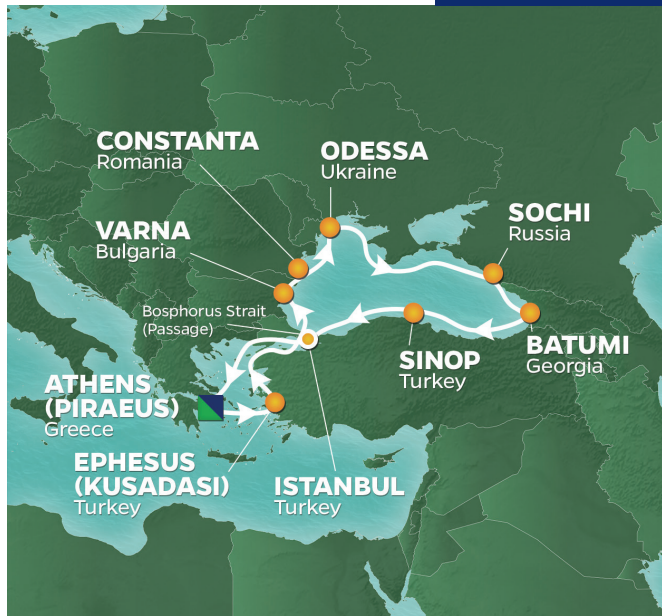 CONSTANTA
Romania
ODESSA
Ukraine
SOCHI
Russia
VARNA
Bulgaria
Bosphorus Strait
(Passage)
SINOP
Turkey
BATUMI
Georgia
ATHENS
(PIRAEUS)
Greece
EPHESUS
(KUSADASI)
Turkey
ISTANBUL
Turkey